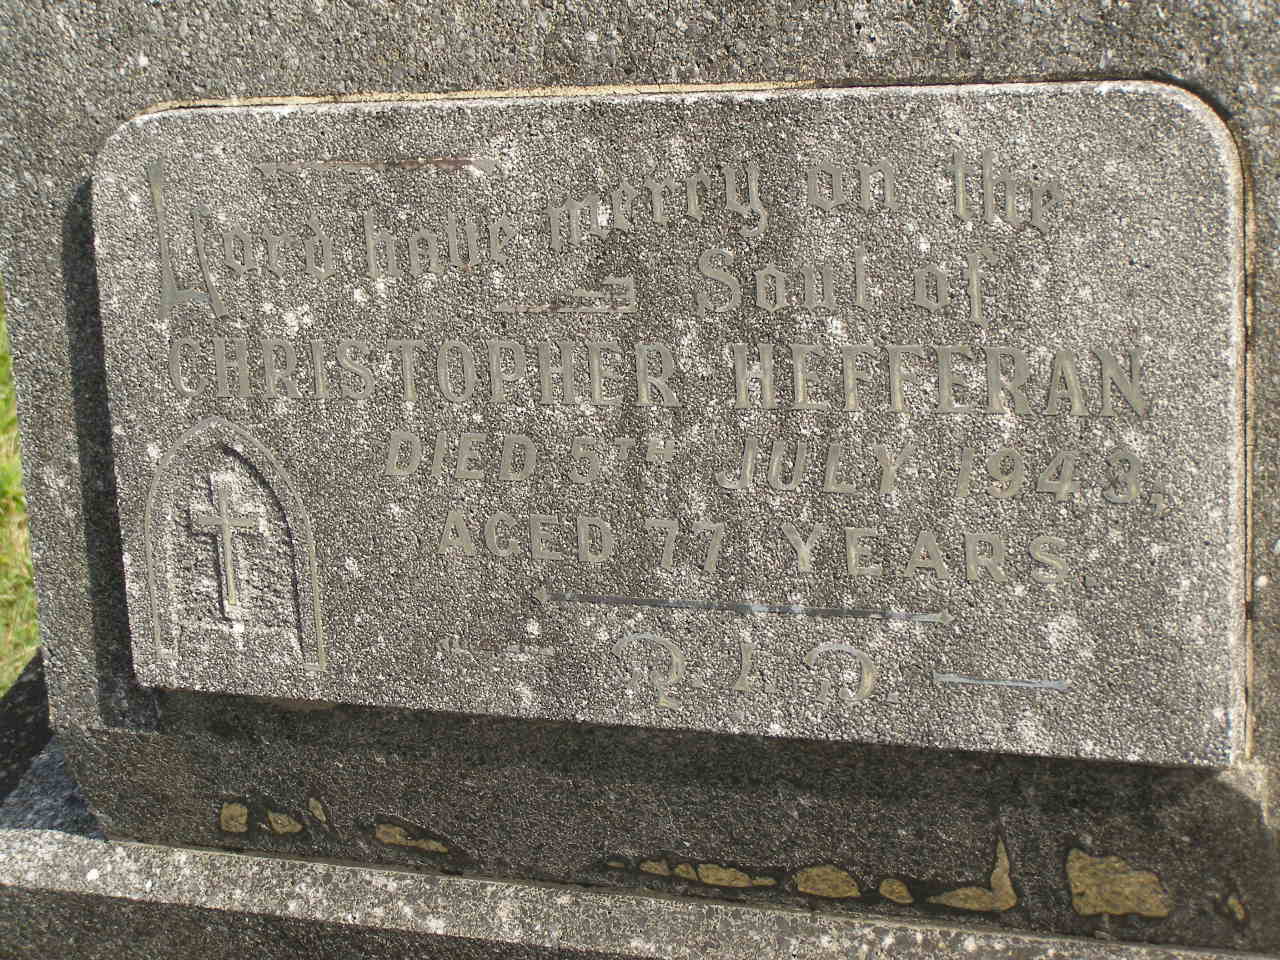 Lord have mercy on the
Soul of
CHRISTOPHER HEFFERAN
DIED 5TH JULY 1943,
AGED 77 YEARS
R.I.P.